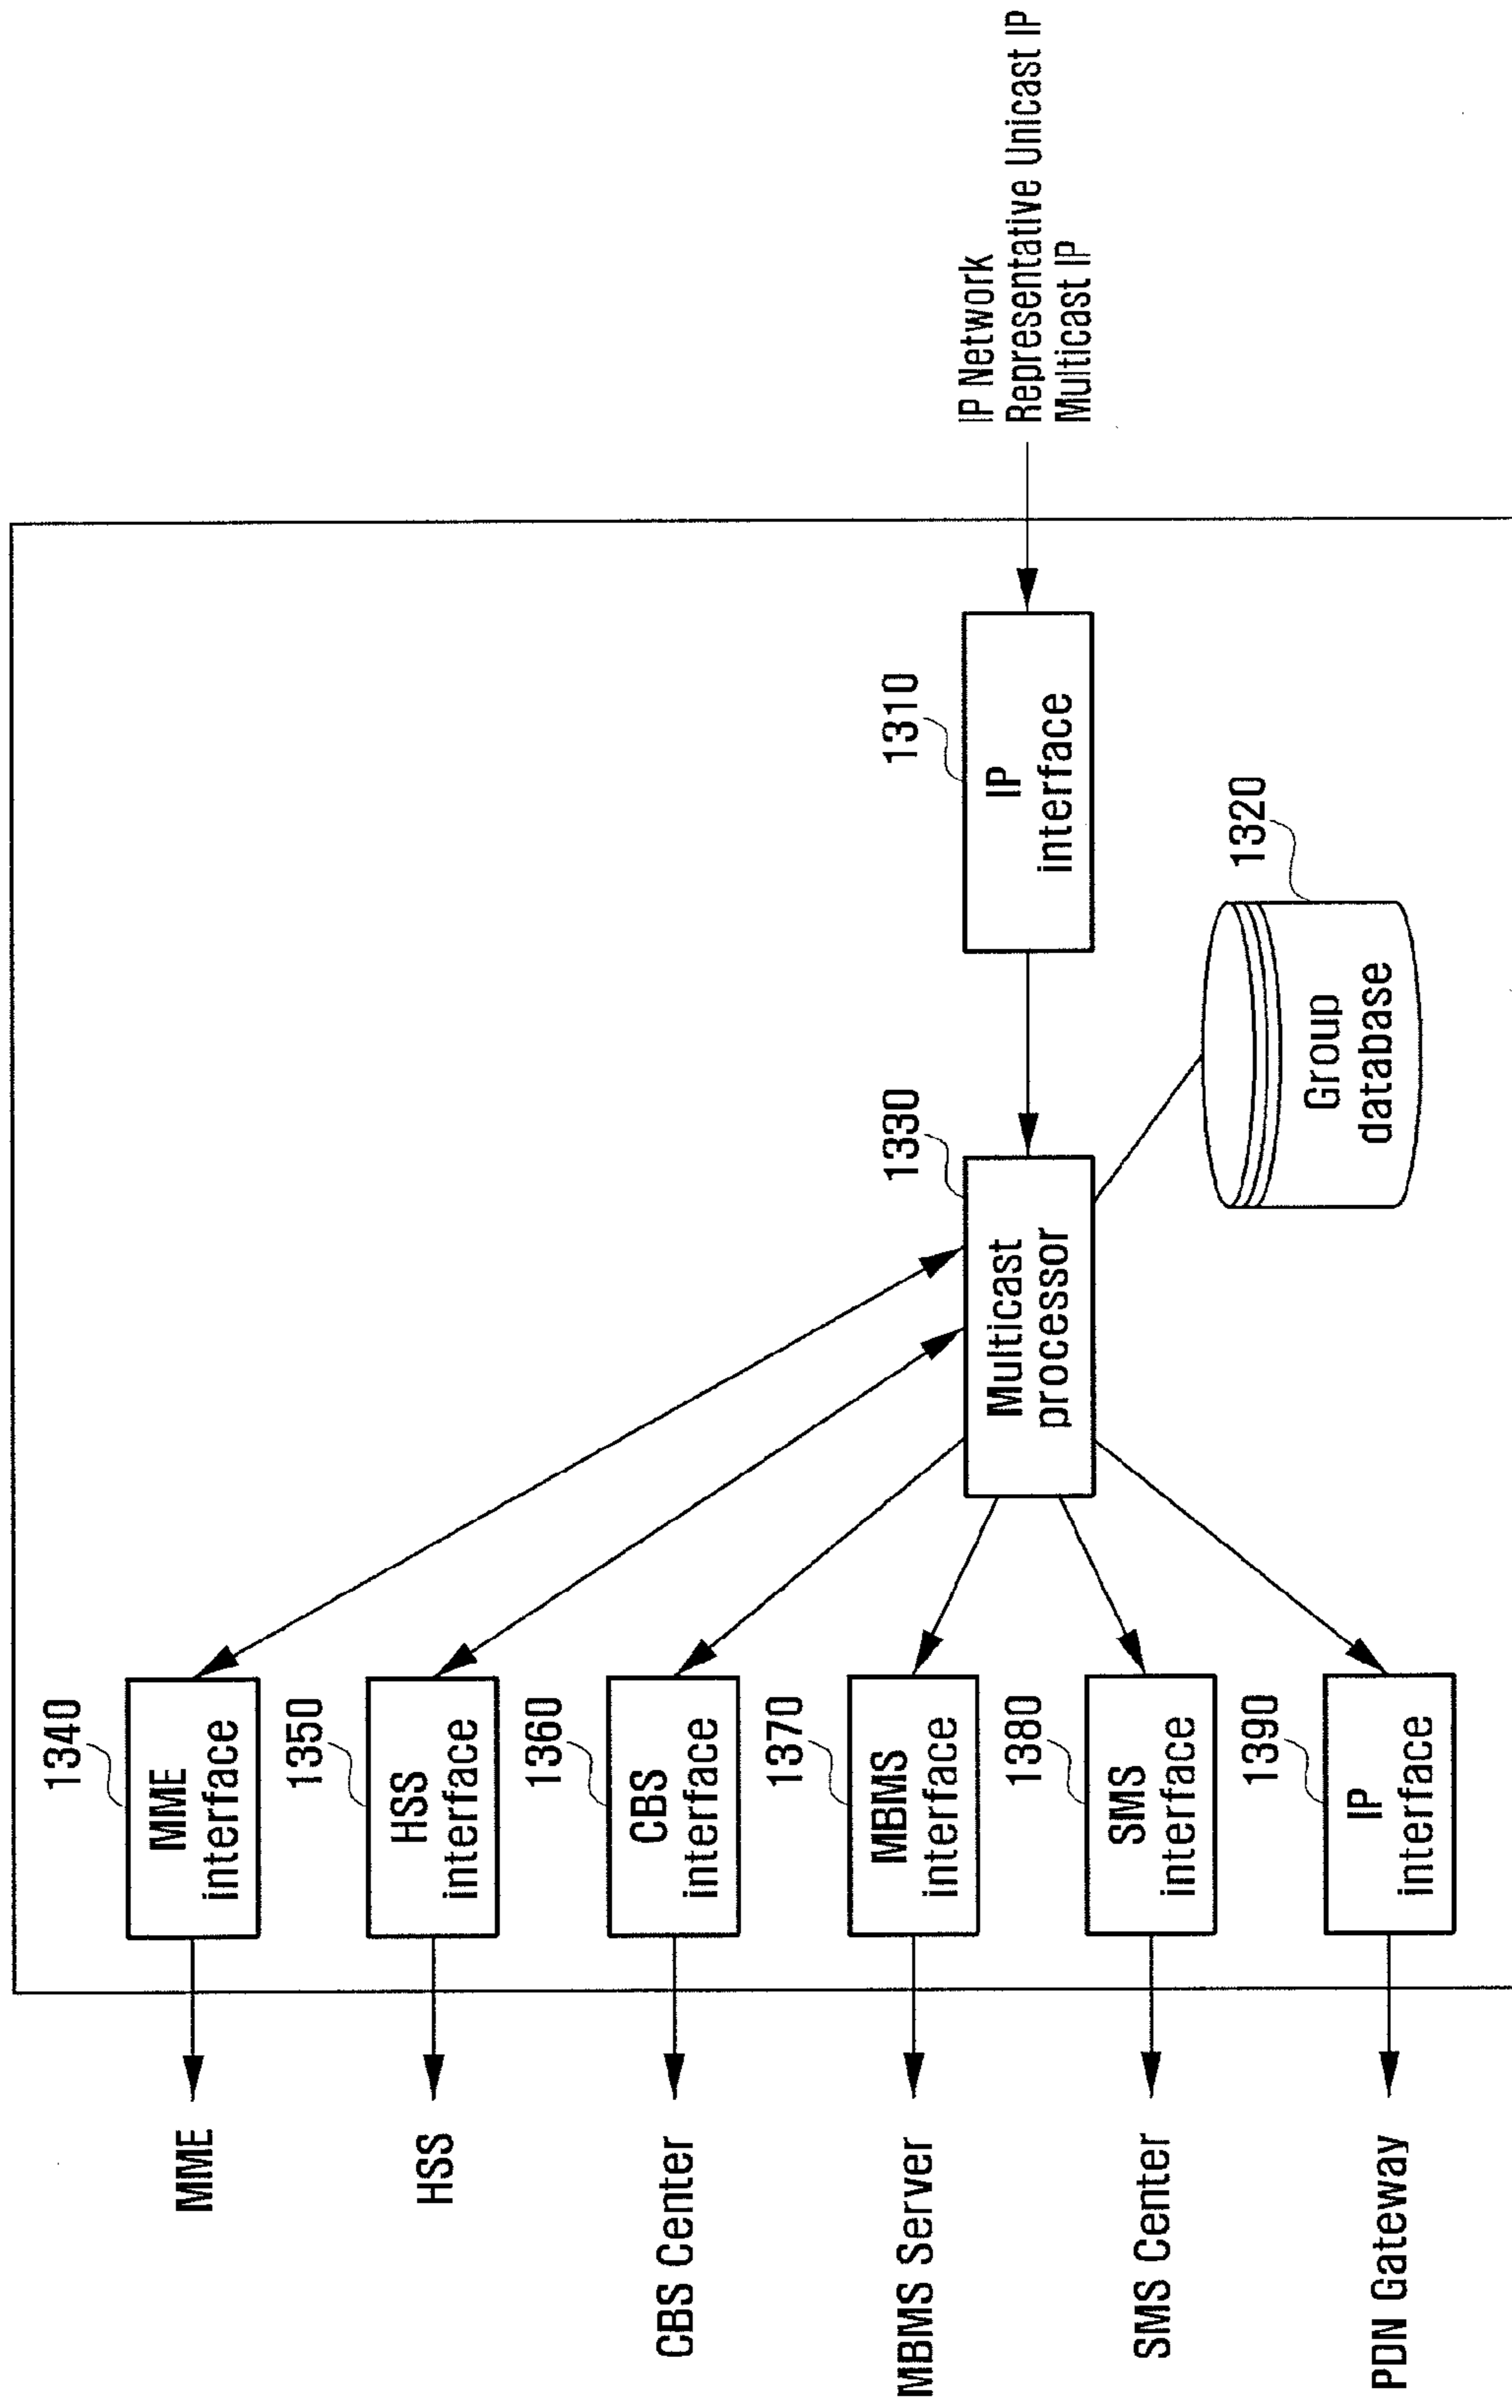 MME
HSS
CBS Center
MBMS Server
SMS Center
PDN Gateway
1340
MME
interface
1350
HSS
interface
1360
CBS
interface
1370
MBMS
interface
1380
SMS
interface
1390
IP
interface
1330
Multicast
processor
1310
IP
interface
1320
Group
database
IP Network
Representative Unicast IP
Multicast IP